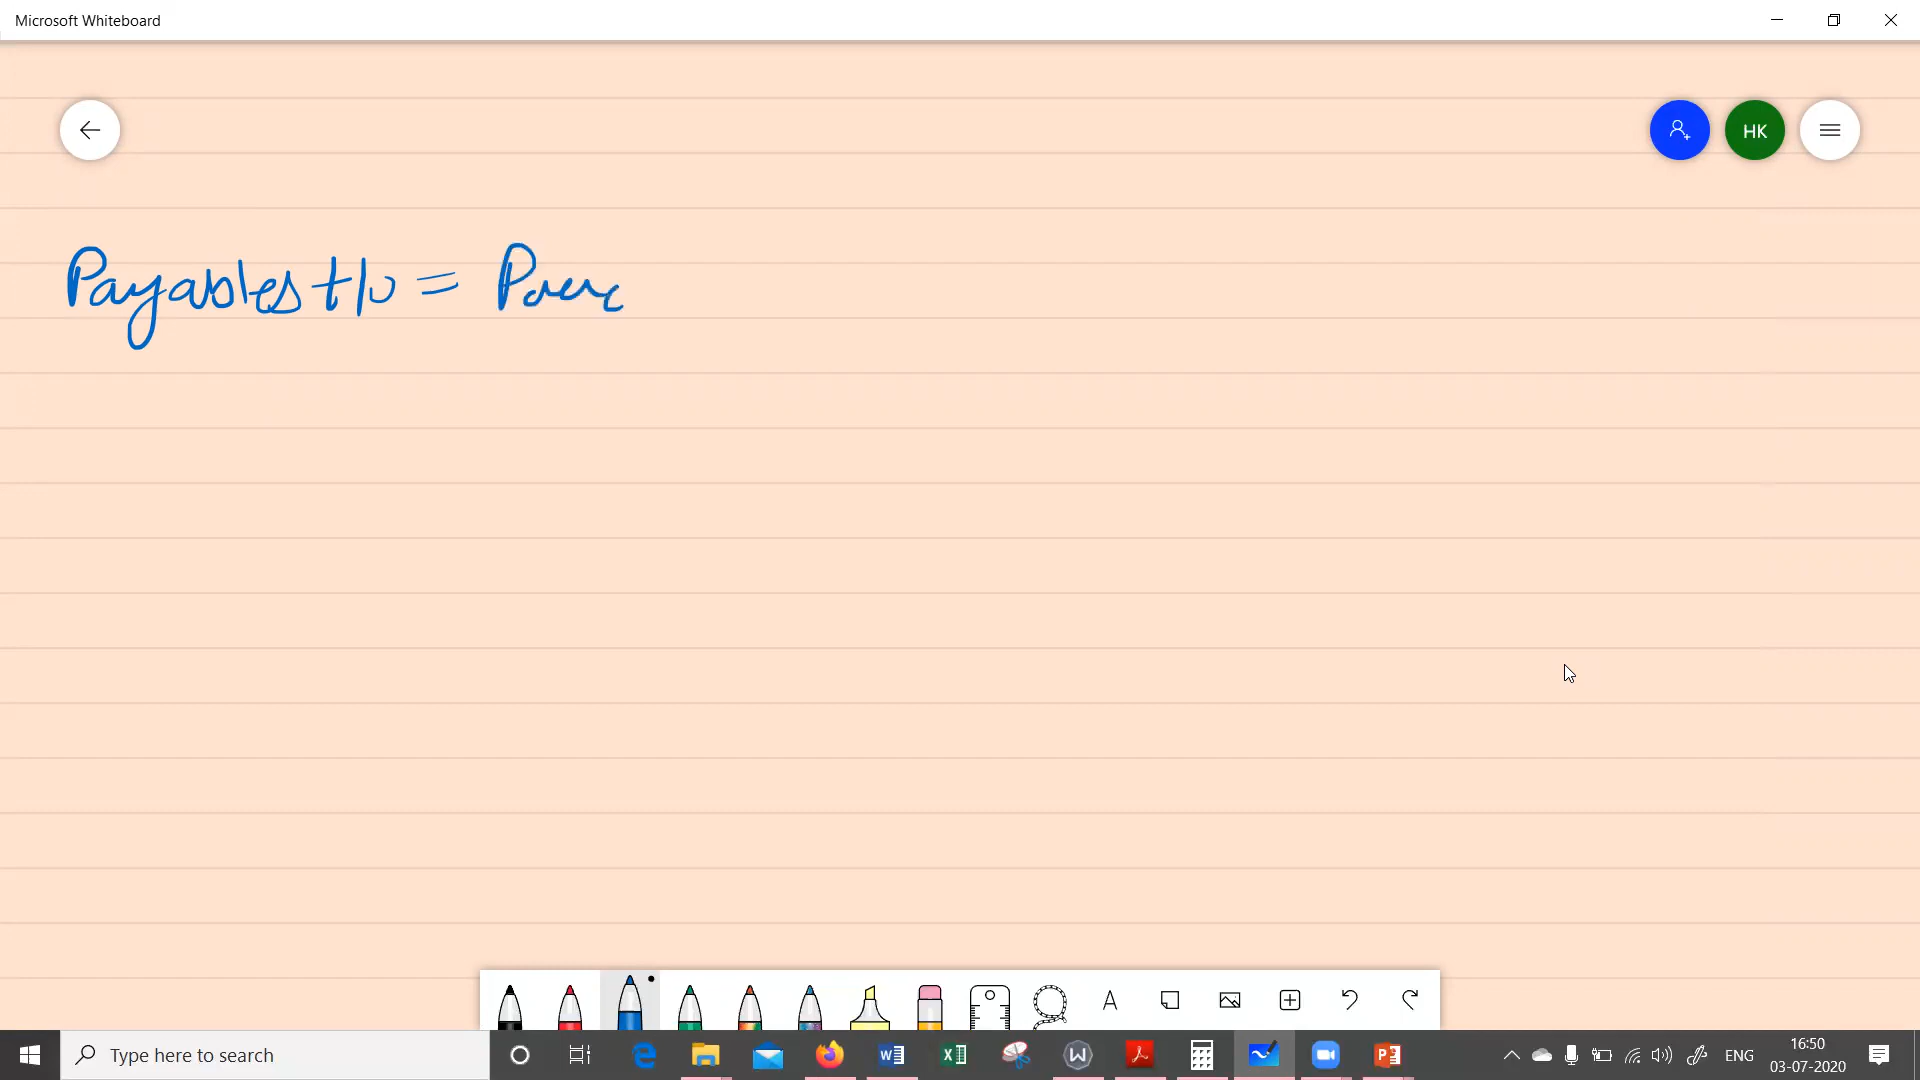 Microsoft Whiteboard
HK
Payables t/o = Purc
A
Type here to search
ENG
16:50
03-07-2020